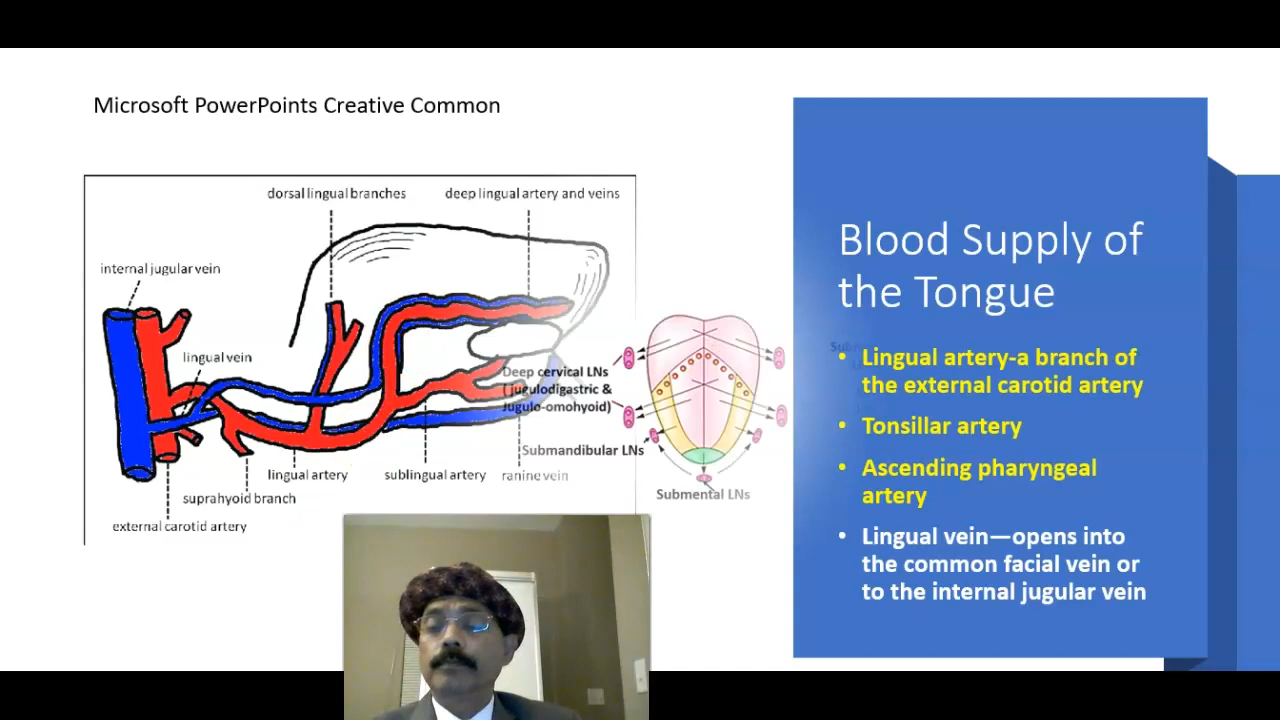 Microsoft PowerPoints Creative Common
dorsal lingual branches
deep lingual artery and veins
internal jugular vein
lingual vein
lingual artery
sublingual artery
ranine vein
suprahyoid branch
external carotid artery
Deep cervical LNs
( jugulodigastric &
Jugulo-omohyoid)
Submandibular LNs
Submental LNs
Blood Supply of
the Tongue
• Lingual artery-a branch of
the external carotid artery
• Tonsillar artery
• Ascending pharyngeal
artery
• Lingual vein—opens into
the common facial vein or
to the internal jugular vein